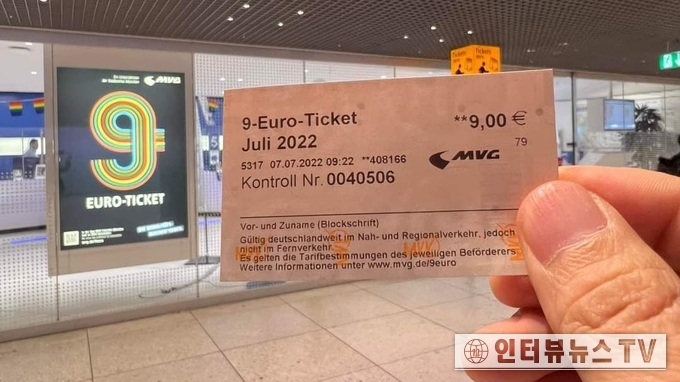 MVG
9
EURO-TICKET
Tickets
9-Euro-Ticket
**9,00 €
Juli 2022
79
5317 07.07.2022 09:22 **408166
MVG
Kontroll Nr. 0040506
Vor- und Zuname (Blockschrift)
Gültig deutschlandweit im Nah- und Regionalverkehr, jedoch
nicht im Fernverkehr.
Es gelten die Tarifbestimmungen des jeweiligen Beförderers
Weitere Informationen unter www.mvg.de/9euro
인터뷰뉴스TV